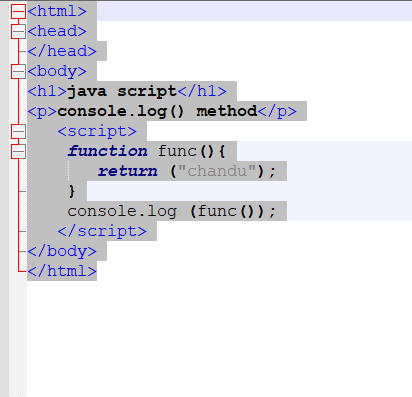 <html>
<head>
</head>
<body>
<h1>java script</h1>
<p>console.log() method</p>
<script>
function func(){
return ("chandu");
}
console.log (func());
</script>
</body>
</html>